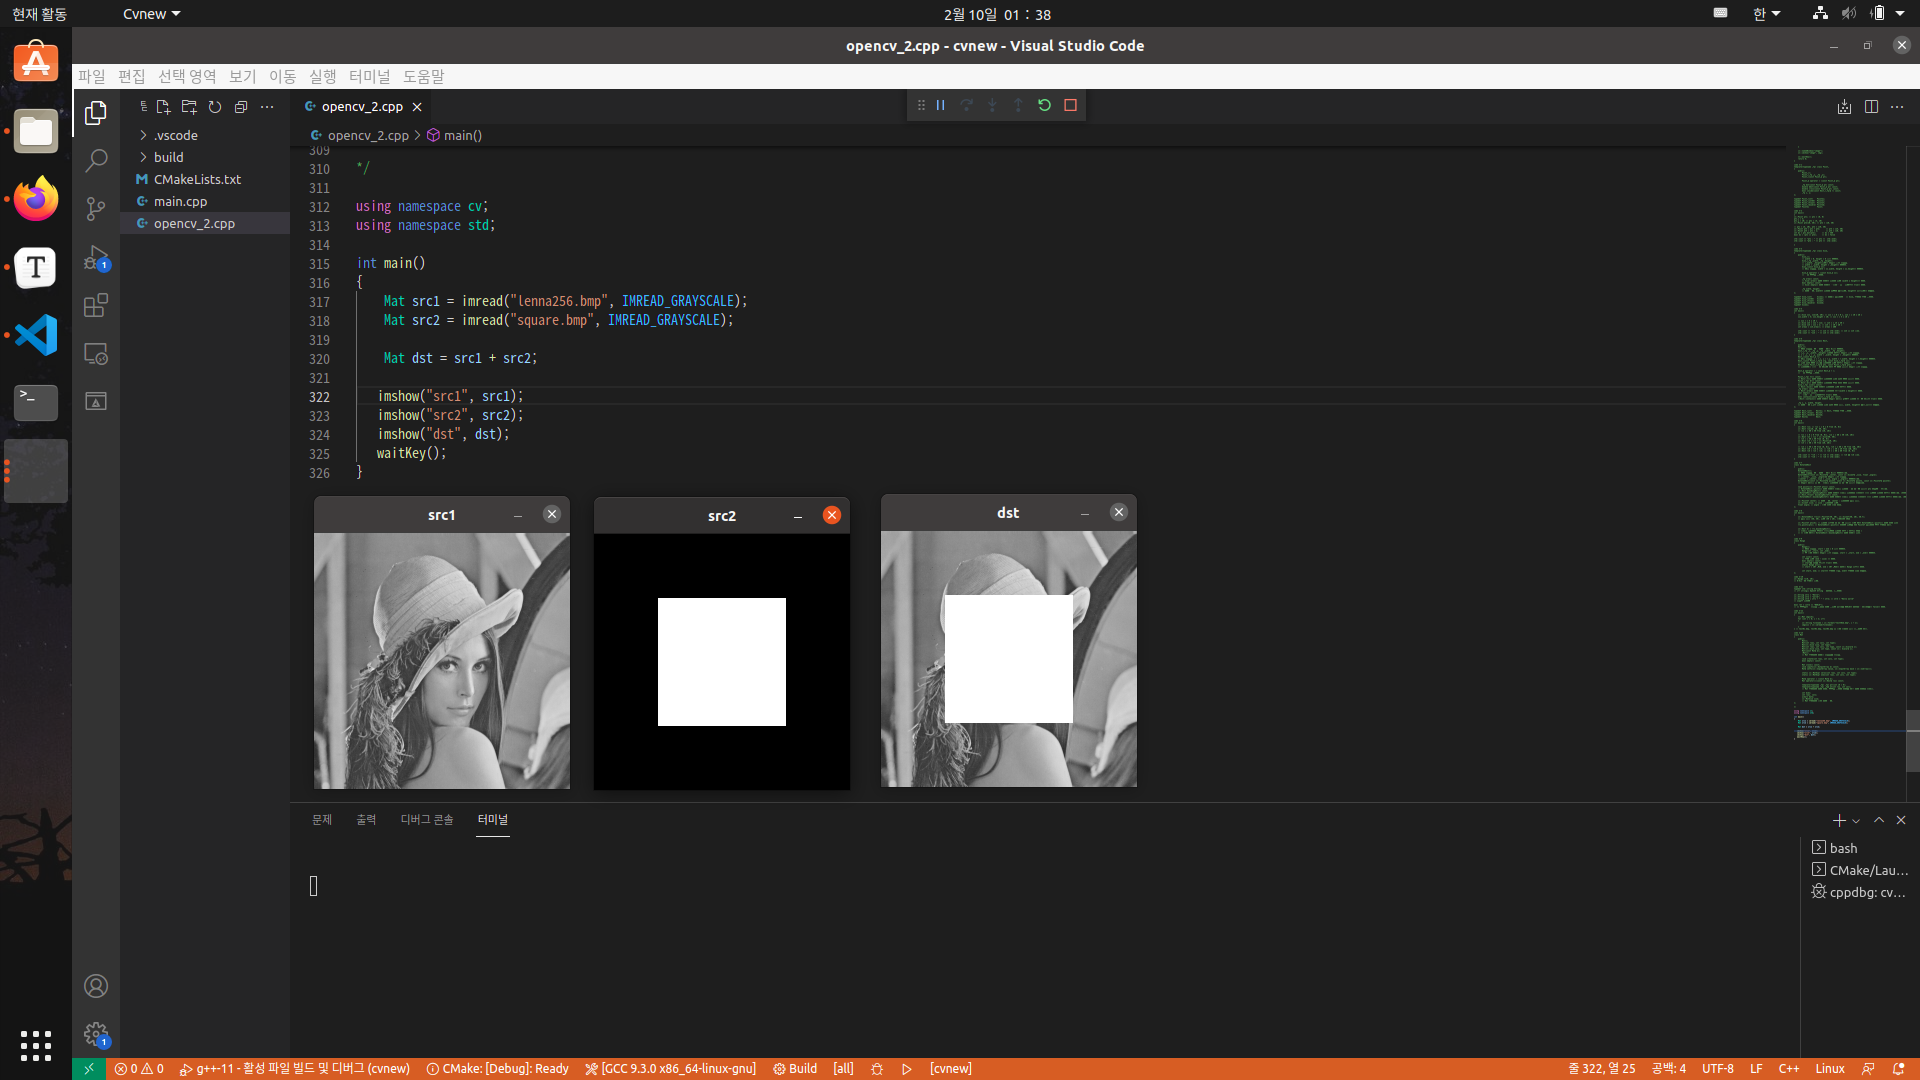 현재 활동
Cvnew
2월 10일 01 : 38
한
opencv_2.cpp - cvnew - Visual Studio Code
파일 편집 선택 영역 보기 이동 실행 터미널 도움말
opencv_2.cpp
.vscode
build
CMakeLists.txt
main.cpp
opencv_2.cpp
opencv_2.cpp > main()
309
310 */
311
312 using namespace cv;
313 using namespace std;
314
315 int main()
316 {
317 Mat src1 = imread("lenna256.bmp", IMREAD_GRAYSCALE);
318 Mat src2 = imread("square.bmp", IMREAD_GRAYSCALE);
319
320 Mat dst = src1 + src2;
321
322 imshow("src1", src1);
323 imshow("src2", src2);
324 imshow("dst", dst);
325 waitKey();
326 }
src1
src2
dst
문제 출력 디버그 콘솔 터미널
bash
CMake/Lau...
cppdbg: cv...
1
1
0 0 g++-11 - 활성 파일 빌드 및 디버그 (cvnew) CMake: [Debug]: Ready [GCC 9.3.0 x86_64-linux-gnu] Build [all] [cvnew] 줄 322, 열 25 공백: 4 UTF-8 LF C++ Linux